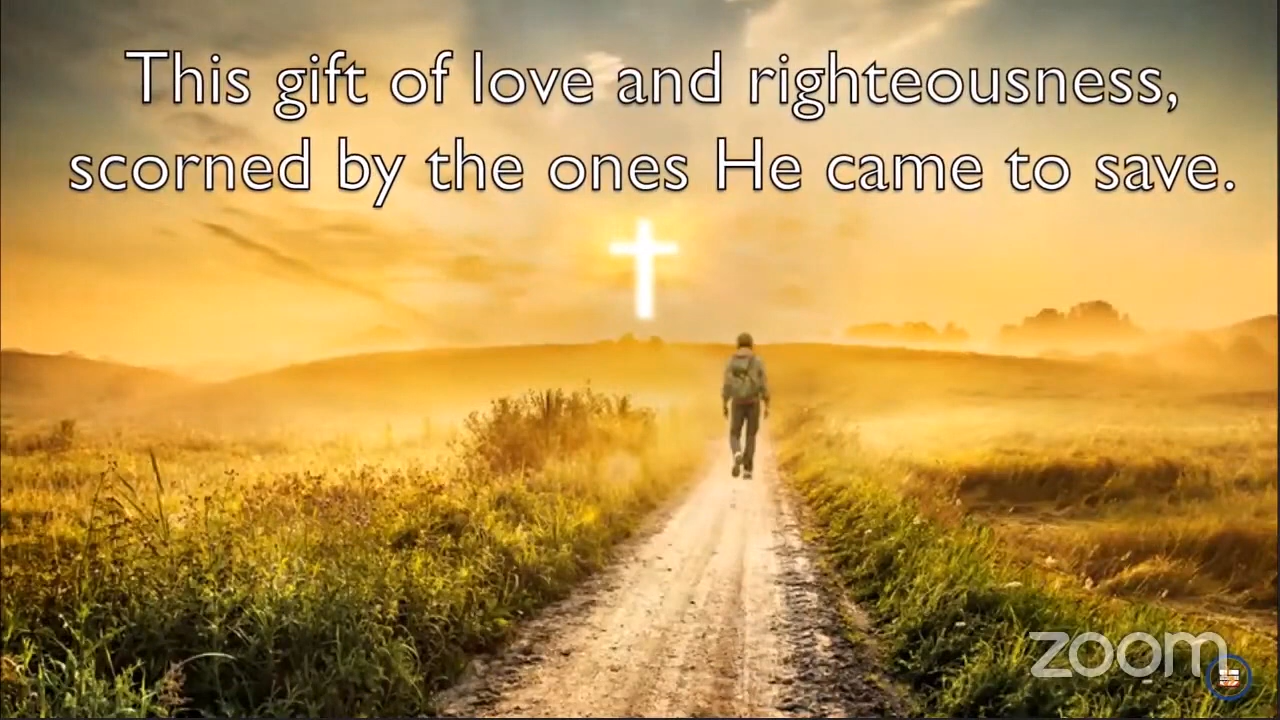 This gift of love and righteousness,
scorned by the ones He came to save.
zoom